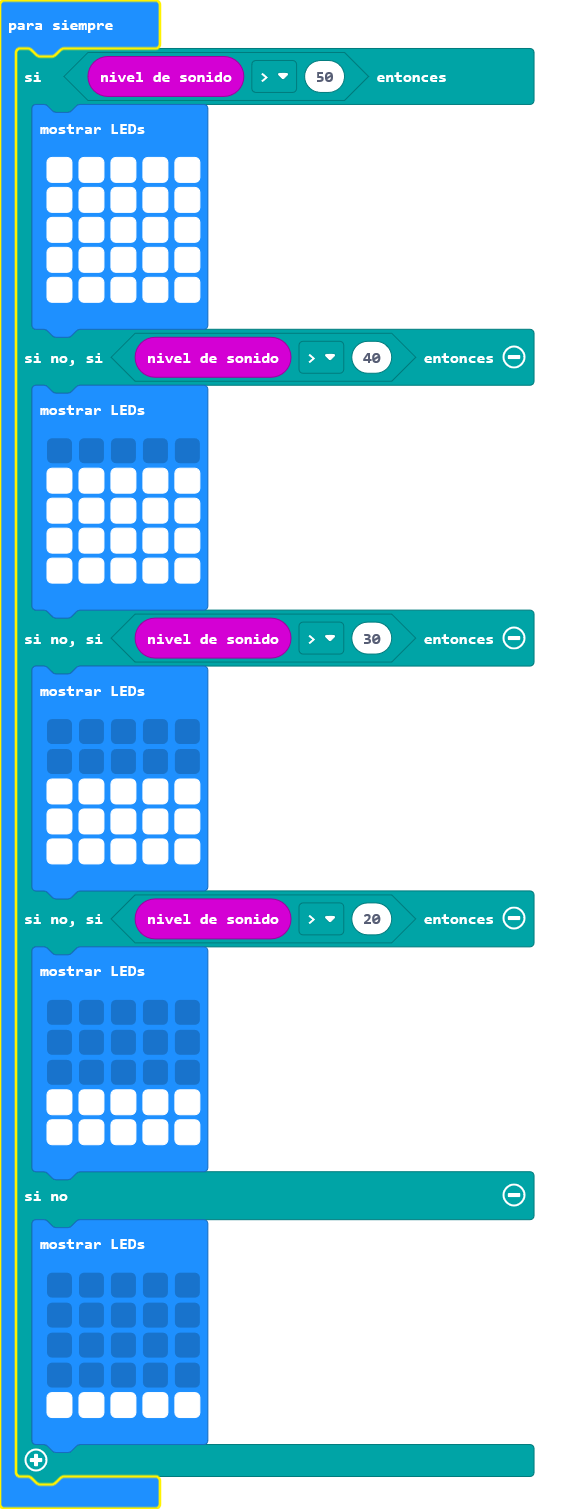 para siempre
si nivel de sonido > 50 entonces
mostrar LEDs
si no, si nivel de sonido > 40 entonces
mostrar LEDs
si no, si nivel de sonido > 30 entonces
mostrar LEDs
si no, si nivel de sonido > 20 entonces
mostrar LEDs
si no
mostrar LEDs